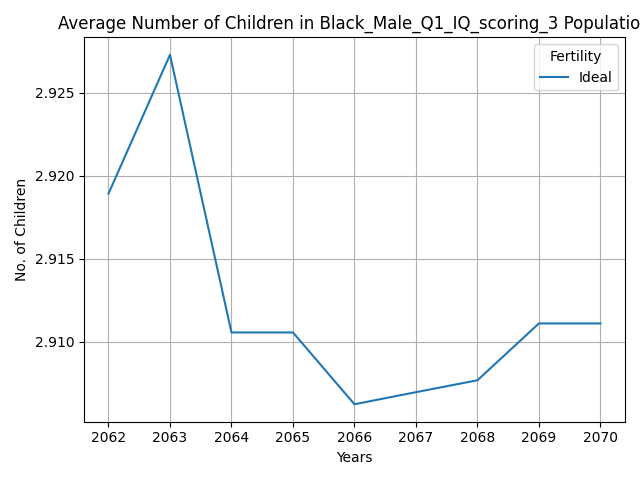 Average Number of Children in Black_Male_Q1_IQ_scoring_3 Populatio
Fertility
Ideal
2.925
2.920
2.915
2.910
No. of Children
2062 2063 2064 2065 2066 2067 2068 2069 2070
Years